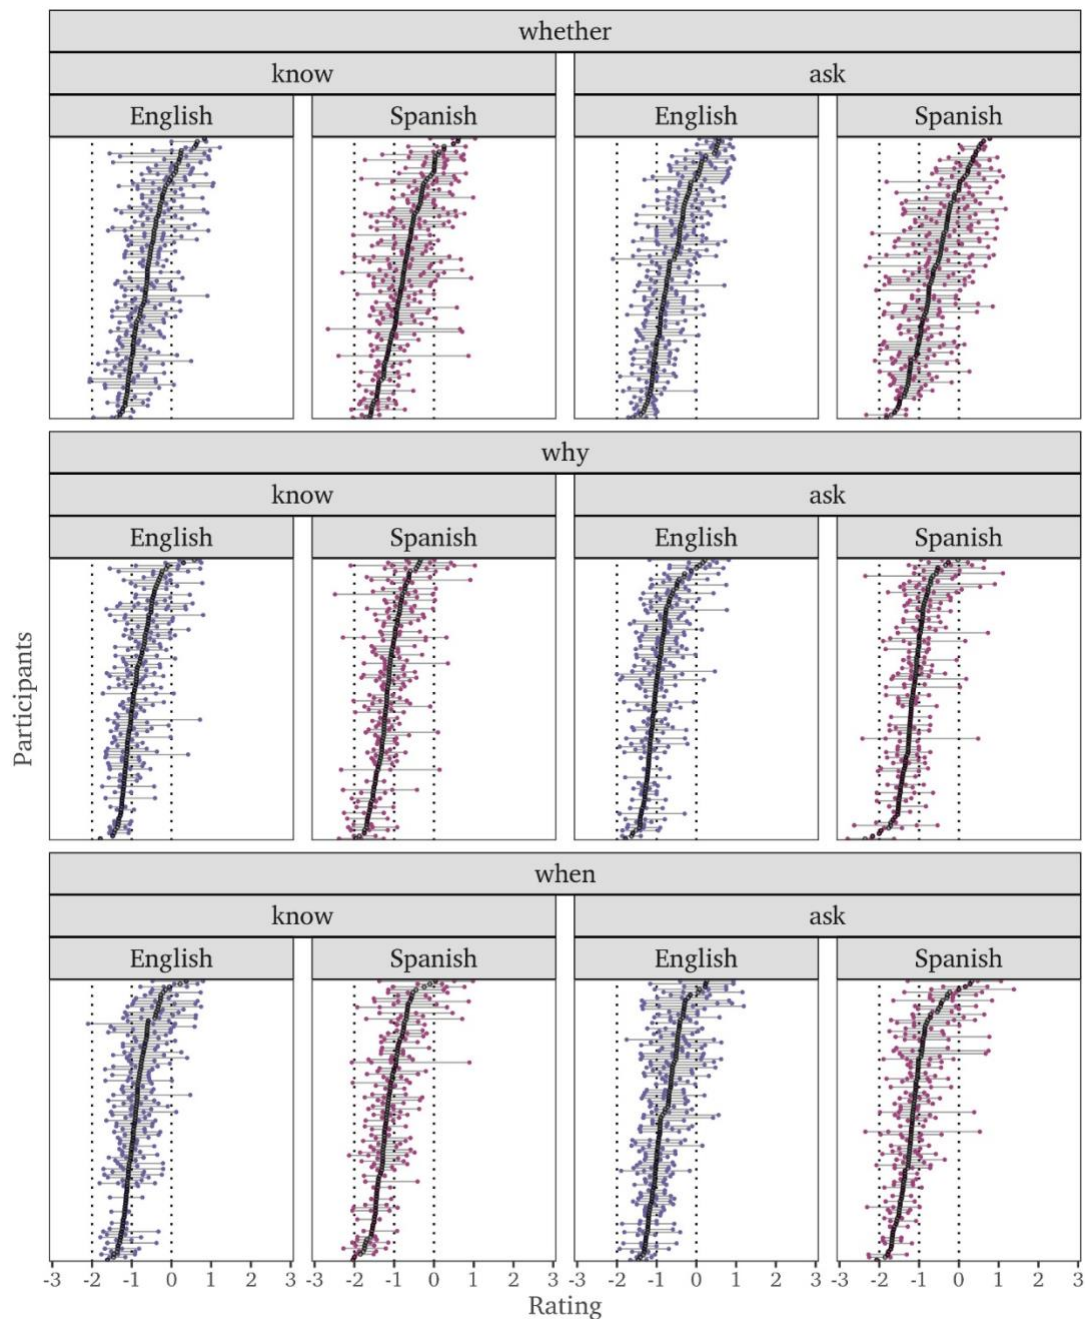 whether
know ask
English Spanish English Spanish
why
know ask
English Spanish English Spanish
when
know ask
English Spanish English Spanish
-3 -2 -1 0 1 2 3 -3 -2 -1 0 1 2 3 -3 -2 -1 0 1 2 3 -3 -2 -1 0 1 2 3
Rating
Participants